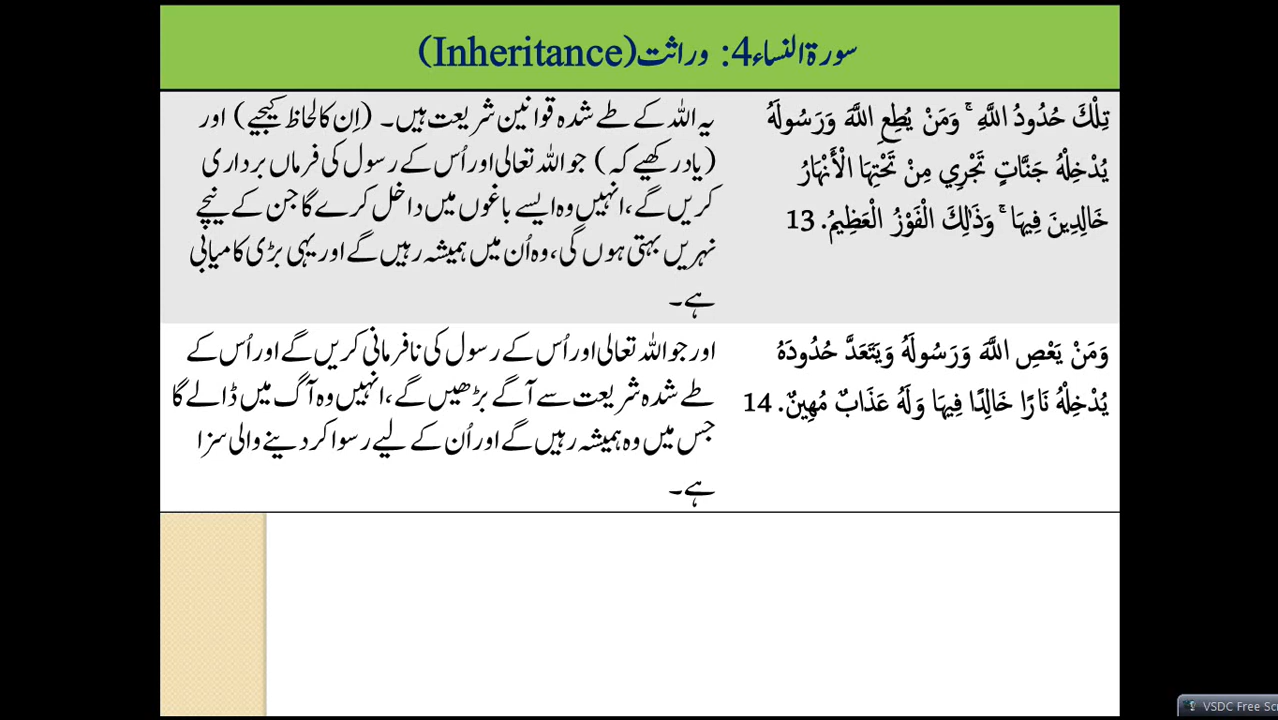 سورۃ النساء 4: وراثت (Inheritance)
تِلْكَ حُدُودُ اللَّهِ ۚ وَمَنْ يُطِعِ اللَّهَ وَرَسُولَهُ
يُدْخِلْهُ جَنَّاتٍ تَجْرِي مِنْ تَحْتِهَا الْأَنْهَارُ
خَالِدِينَ فِيهَا ۚ وَذَٰلِكَ الْفَوْزُ الْعَظِيمُ. 13
یہ اللہ کے طے شدہ قوانین شریعت ہیں۔ (اِن کا لحاظ کیجیے) اور
(یاد رکھیے کہ) جو اللہ تعالی اور اُس کے رسول کی فرماں برداری
کریں گے، انہیں وہ ایسے باغوں میں داخل کرے گا جن کے نیچے
نہریں بہتی ہوں گی، وہ اُن میں ہمیشہ رہیں گے اور یہی بڑی کامیابی
ہے۔
وَمَنْ يَعْصِ اللَّهَ وَرَسُولَهُ وَيَتَعَدَّ حُدُودَهُ
يُدْخِلْهُ نَارًا خَالِدًا فِيهَا وَلَهُ عَذَابٌ مُهِينٌ. 14
اور جو اللہ تعالی اور اُس کے رسول کی نافرمانی کریں گے اور اُس کے
طے شدہ شریعت سے آگے بڑھیں گے، انہیں وہ آگ میں ڈالے گا
جس میں وہ ہمیشہ رہیں گے اور اُن کے لیے رسوا کر دینے والی سزا
ہے۔
VSDC Free